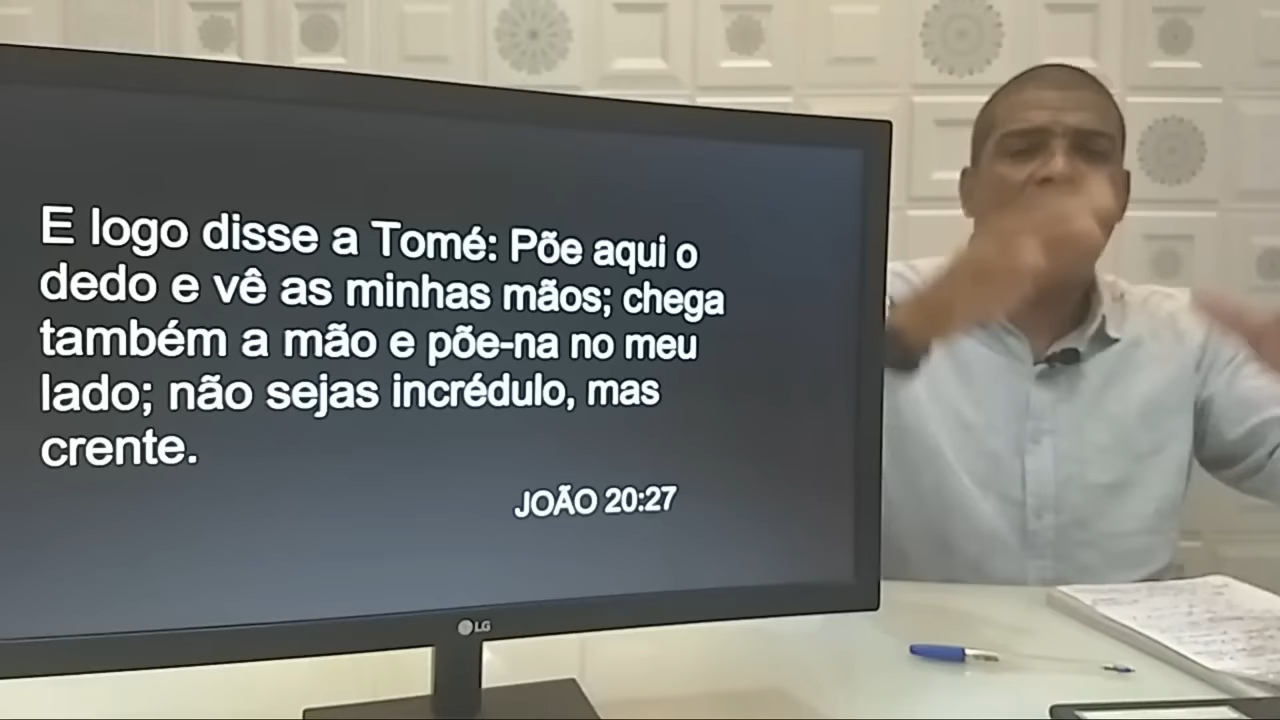 E logo disse a Tomé: Põe aqui o
dedo e vê as minhas mãos; chega
também a mão e põe-na no meu
lado; não sejas incrédulo, mas
crente.
JOÃO 20:27
LG